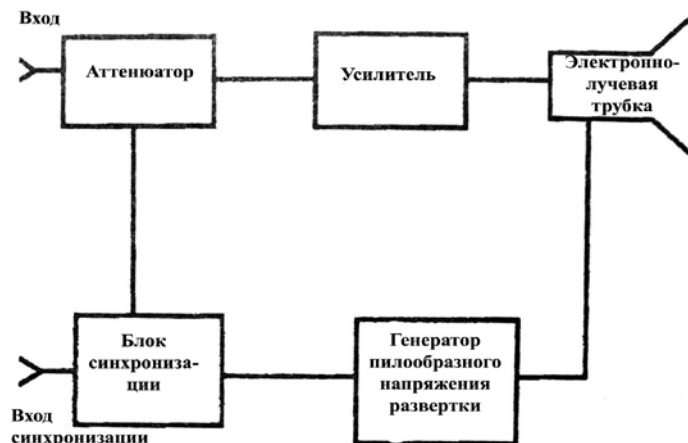 Вход
Аттенюатор
Усилитель
Электронно-
лучевая
трубка
Блок
синхрониза-
ции
Генератор
пилообразного
напряжения
развертки
Вход
синхронизации